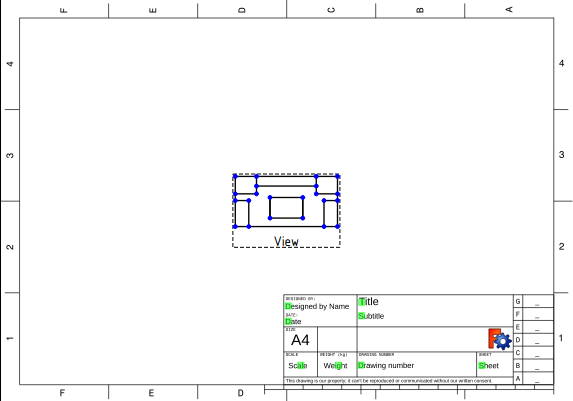 F E D C B A
4 4
3 3
View
2 2
DESIGNED BY:
Designed by Name
DATE:
Date
Title
Subtitle
G _
F _
E _
SIZE
A4
D _
1 1
SCALE
Scale
WEIGHT (kg)
Weight
DRAWING NUMBER
Drawing number
SHEET
Sheet
C _
B _
This drawing is our property; it can't be reproduced or communicated without our written consent.
A _
F E D